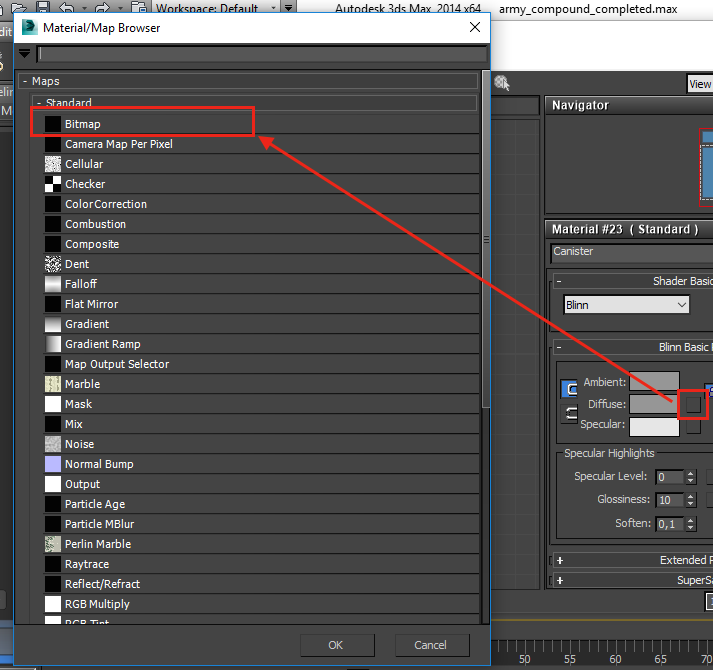 Workspace: Default
Autodesk 3ds Max 2014 x64
army_compound_completed.max
Material/Map Browser
- Maps
- Standard
Bitmap
Camera Map Per Pixel
Cellular
Checker
ColorCorrection
Combustion
Composite
Dent
Falloff
Flat Mirror
Gradient
Gradient Ramp
Map Output Selector
Marble
Mask
Mix
Noise
Normal Bump
Output
Particle Age
Particle MBlur
Perlin Marble
Raytrace
Reflect/Refract
RGB Multiply
RGB Tint
OK
Cancel
View
Navigator
Material #23 ( Standard )
Canister
- Shader Basic
Blinn
- Blinn Basic
Ambient:
Diffuse:
Specular:
Specular Highlights
Specular Level: 0
Glossiness: 10
Soften: 0,1
+ Extended P
+ SuperSa
50 55 60 65 70